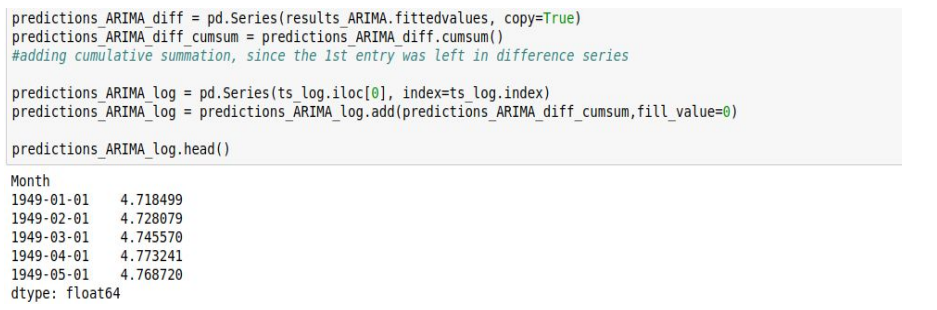 predictions_ARIMA_diff = pd.Series(results_ARIMA.fittedvalues, copy=True)
predictions_ARIMA_diff_cumsum = predictions_ARIMA_diff.cumsum()
#adding cumulative summation, since the 1st entry was left in difference series
predictions_ARIMA_log = pd.Series(ts_log.iloc[0], index=ts_log.index)
predictions_ARIMA_log = predictions_ARIMA_log.add(predictions_ARIMA_diff_cumsum,fill_value=0)
predictions_ARIMA_log.head()
Month
1949-01-01    4.718499
1949-02-01    4.728079
1949-03-01    4.745570
1949-04-01    4.773241
1949-05-01    4.768720
dtype: float64